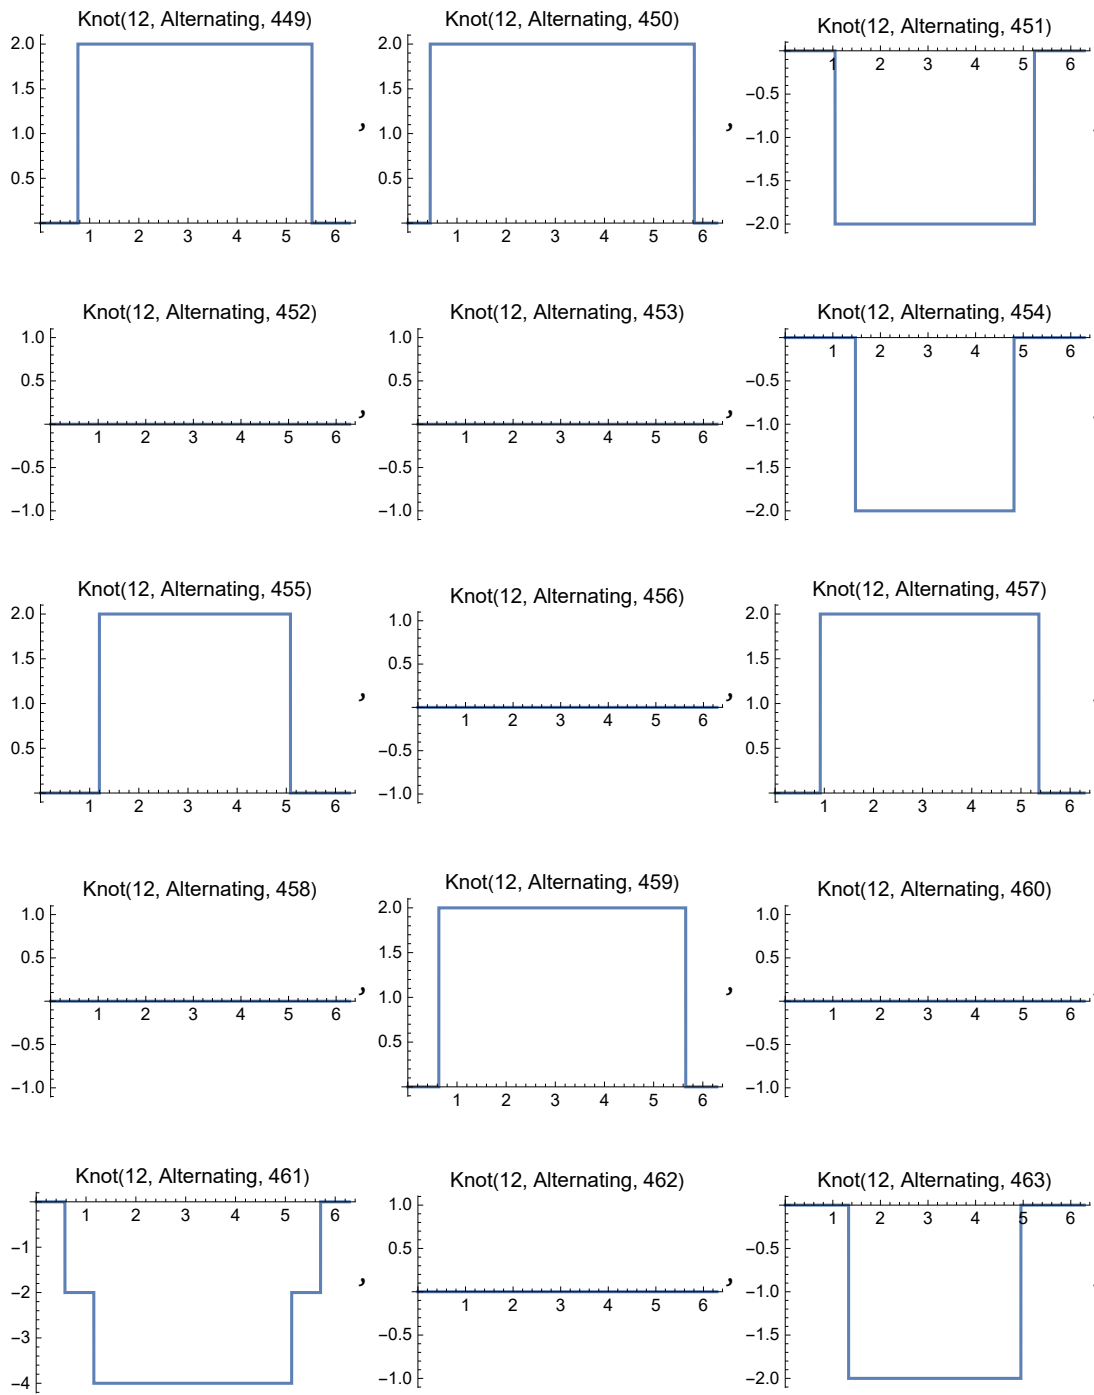 Knot(12, Alternating, 449)
2.0
1.5
1.0
0.5
1 2 3 4 5 6
,
Knot(12, Alternating, 450)
2.0
1.5
1.0
0.5
1 2 3 4 5 6
,
Knot(12, Alternating, 451)
1 2 3 4 5 6
−0.5
−1.0
−1.5
−2.0
Knot(12, Alternating, 452)
1.0
0.5
1 2 3 4 5 6
−0.5
−1.0
,
Knot(12, Alternating, 453)
1.0
0.5
1 2 3 4 5 6
−0.5
−1.0
,
Knot(12, Alternating, 454)
1 2 3 4 5 6
−0.5
−1.0
−1.5
−2.0
Knot(12, Alternating, 455)
2.0
1.5
1.0
0.5
1 2 3 4 5 6
,
Knot(12, Alternating, 456)
1.0
0.5
1 2 3 4 5 6
−0.5
−1.0
,
Knot(12, Alternating, 457)
2.0
1.5
1.0
0.5
1 2 3 4 5 6
Knot(12, Alternating, 458)
1.0
0.5
1 2 3 4 5 6
−0.5
−1.0
,
Knot(12, Alternating, 459)
2.0
1.5
1.0
0.5
1 2 3 4 5 6
,
Knot(12, Alternating, 460)
1.0
0.5
1 2 3 4 5 6
−0.5
−1.0
Knot(12, Alternating, 461)
1 2 3 4 5 6
−1
−2
−3
−4
,
Knot(12, Alternating, 462)
1.0
0.5
1 2 3 4 5 6
−0.5
−1.0
,
Knot(12, Alternating, 463)
1 2 3 4 5 6
−0.5
−1.0
−1.5
−2.0